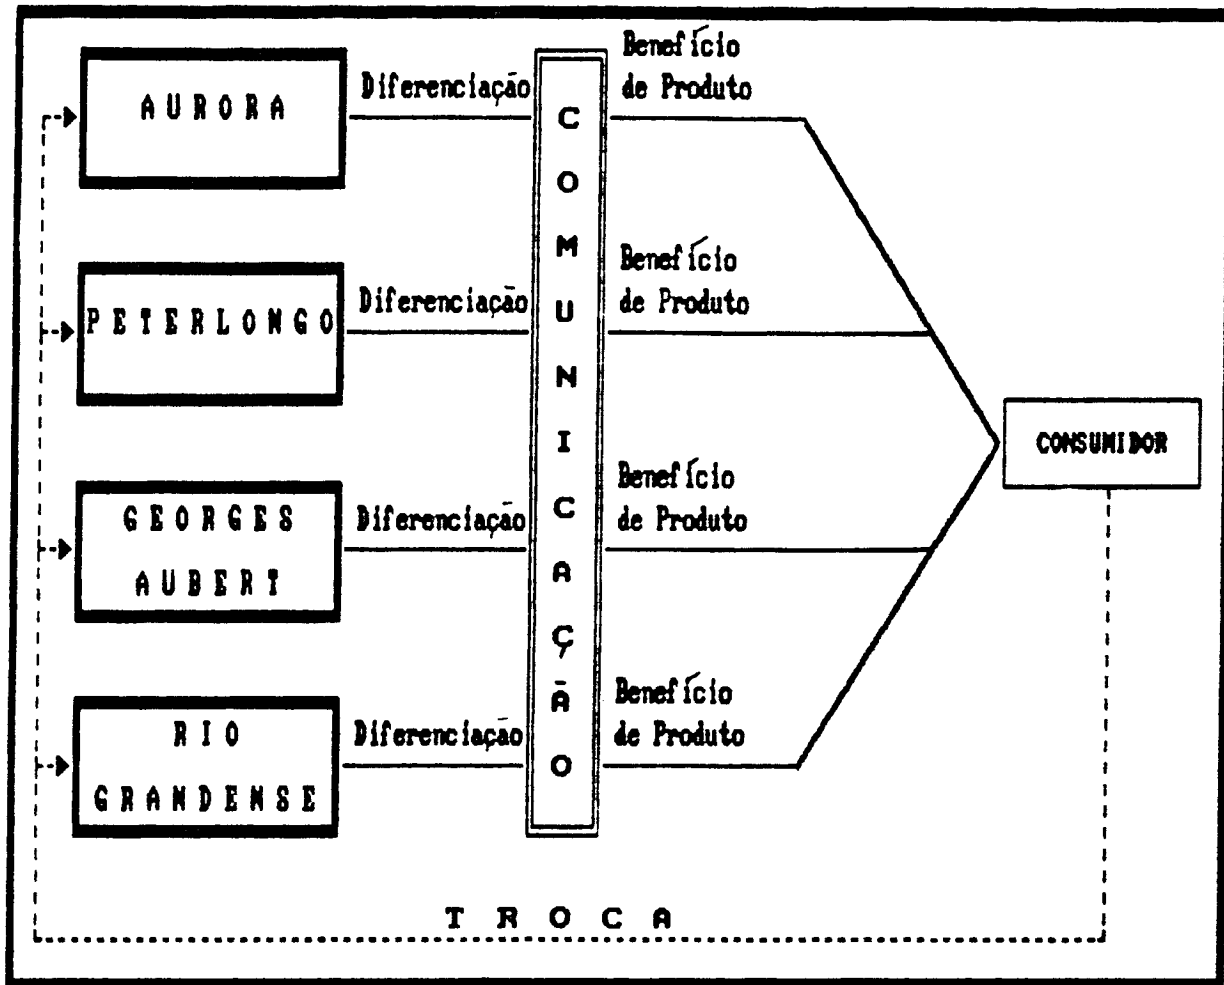 AURORA
Diferenciação
Benefício
de Produto
PETERLONGO
Diferenciação
Benefício
de Produto
GEORGES
AUBERT
Diferenciação
Benefício
de Produto
RIO
GRANDENSE
Diferenciação
Benefício
de Produto
COMUNICAÇÃO
CONSUMIDOR
TROCA